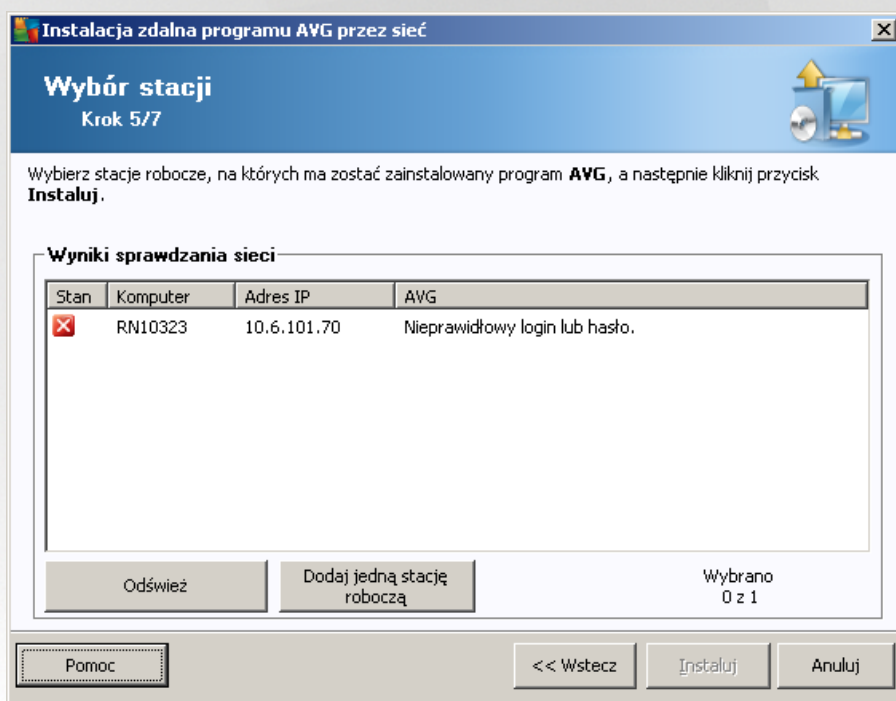 Instalacja zdalna programu AVG przez sieć
Wybór stacji
Krok 5/7
Wybierz stacje robocze, na których ma zostać zainstalowany program AVG, a następnie kliknij przycisk
Instaluj.
Wyniki sprawdzania sieci
Stan Komputer Adres IP AVG
RN10323 10.6.101.70 Nieprawidłowy login lub hasło.
Odśwież
Dodaj jedną stację
roboczą
Wybrano
0 z 1
Pomoc << Wstecz Instaluj Anuluj